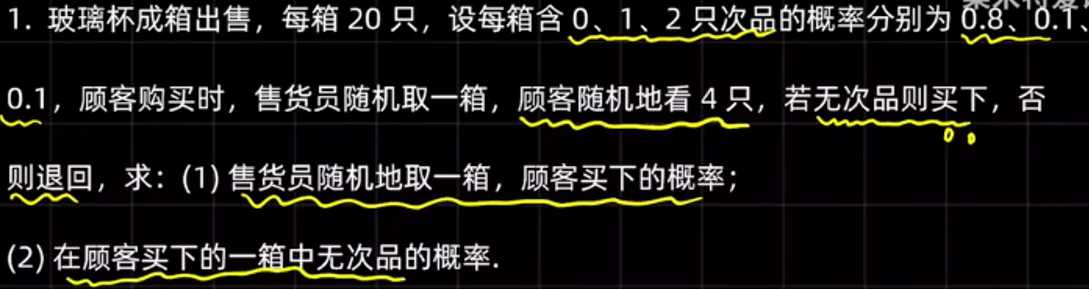 1. 玻璃杯成箱出售，每箱 20 只，设每箱含 0、1、2 只次品的概率分别为 0.8、0.1、
0.1，顾客购买时，售货员随机取一箱，顾客随机地看 4 只，若无次品则买下，否
则退回，求：(1) 售货员随机地取一箱，顾客买下的概率；
(2) 在顾客买下的一箱中无次品的概率.